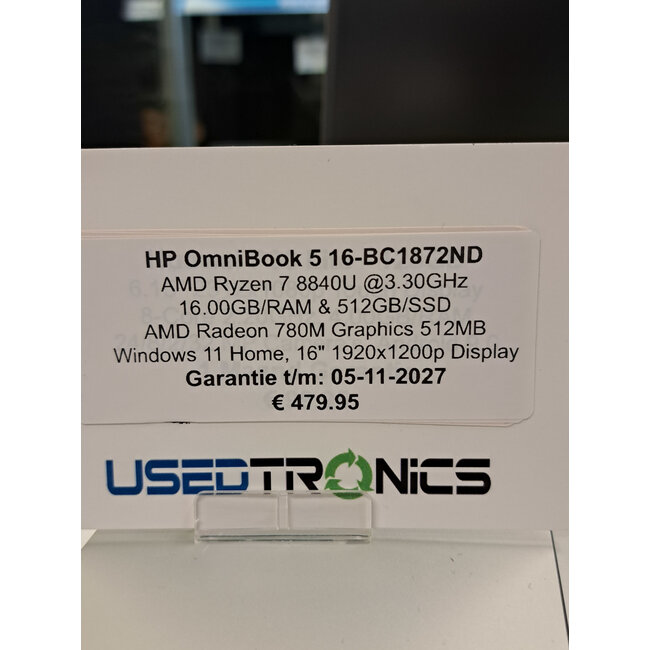 HP OmniBook 5 16-BC1872ND
AMD Ryzen 7 8840U @3.30GHz
16.00GB/RAM & 512GB/SSD
AMD Radeon 780M Graphics 512MB
Windows 11 Home, 16" 1920x1200p Display
Garantie t/m: 05-11-2027
€ 479.95
USEDTRONiCS